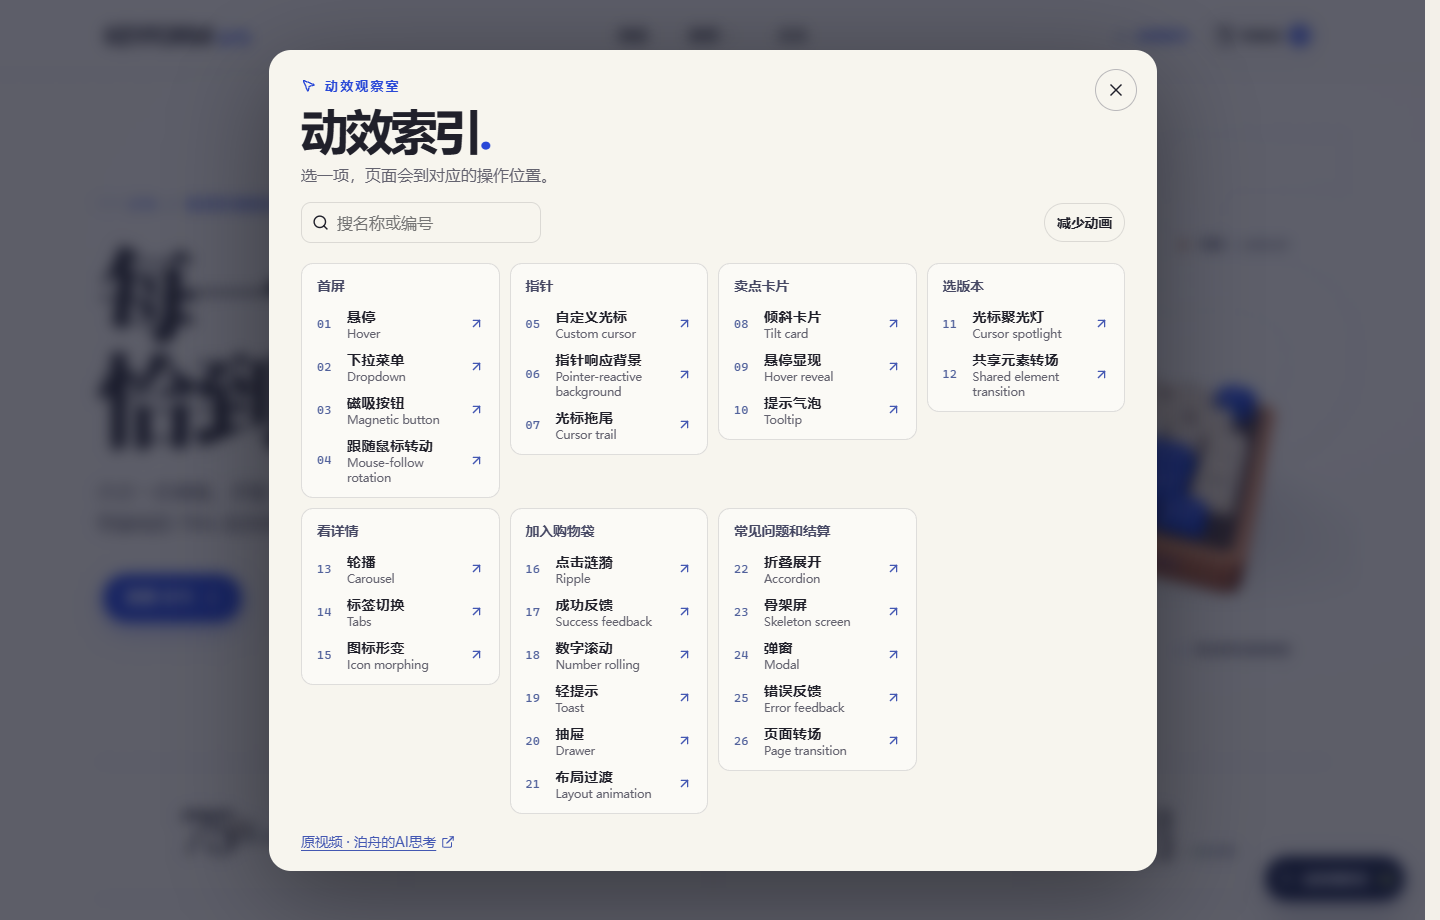 动效观察室
动效索引.
选一项，页面会到对应的操作位置。
搜名称或编号
减少动画
首屏
01 悬停
Hover
02 下拉菜单
Dropdown
03 磁吸按钮
Magnetic button
04 跟随鼠标转动
Mouse-follow
rotation
指针
05 自定义光标
Custom cursor
06 指针响应背景
Pointer-reactive
background
07 光标拖尾
Cursor trail
卖点卡片
08 倾斜卡片
Tilt card
09 悬停显现
Hover reveal
10 提示气泡
Tooltip
选版本
11 光标聚光灯
Cursor spotlight
12 共享元素转场
Shared element
transition
看详情
13 轮播
Carousel
14 标签切换
Tabs
15 图标形变
Icon morphing
加入购物袋
16 点击涟漪
Ripple
17 成功反馈
Success feedback
18 数字滚动
Number rolling
19 轻提示
Toast
20 抽屉
Drawer
21 布局过渡
Layout animation
常见问题和结算
22 折叠展开
Accordion
23 骨架屏
Skeleton screen
24 弹窗
Modal
25 错误反馈
Error feedback
26 页面转场
Page transition
原视频 · 泊舟的AI思考